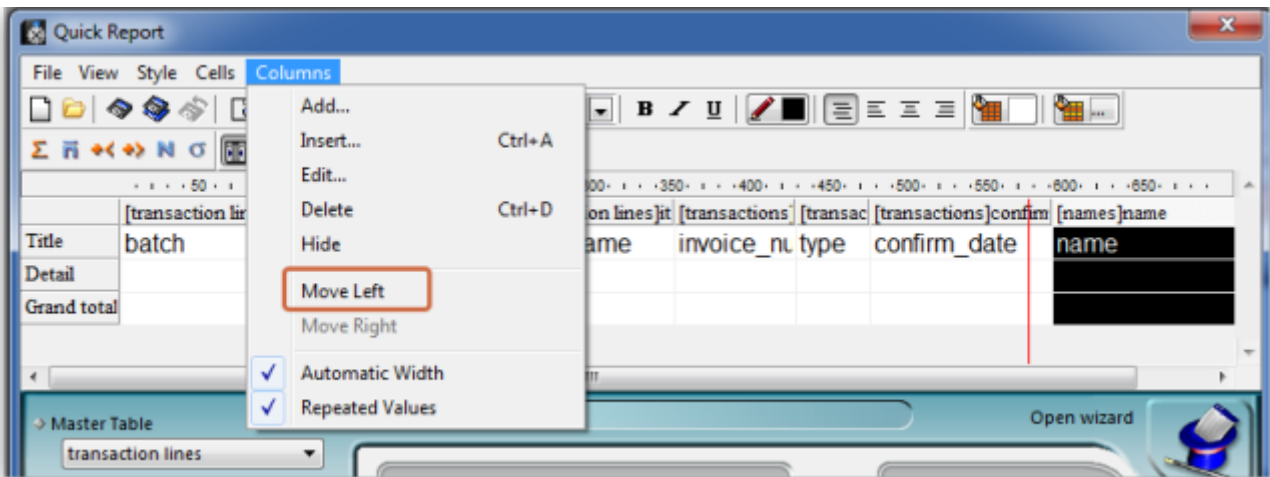 Quick Report
File View Style Cells Columns
Add...
B I U
Insert... Ctrl+A
Σ N σ
Edit...
50 350 400 450 500 550 600 650
Delete Ctrl+D
[transaction lin on lines]it [transactions] [transac [transactions]confirm [names]name
Hide
Title batch ame invoice_nu type confirm_date name
Detail
Move Left
Grand total
Move Right
Automatic Width
Repeated Values
Master Table
Open wizard
transaction lines